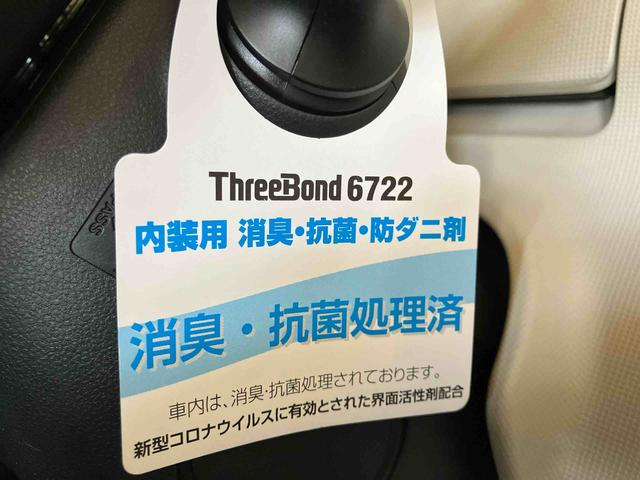 ThreeBond 6722
内装用 消臭・抗菌・防ダニ剤
消臭・抗菌処理済
車内は、消臭・抗菌処理されております。
新型コロナウイルスに有効とされた界面活性剤配合